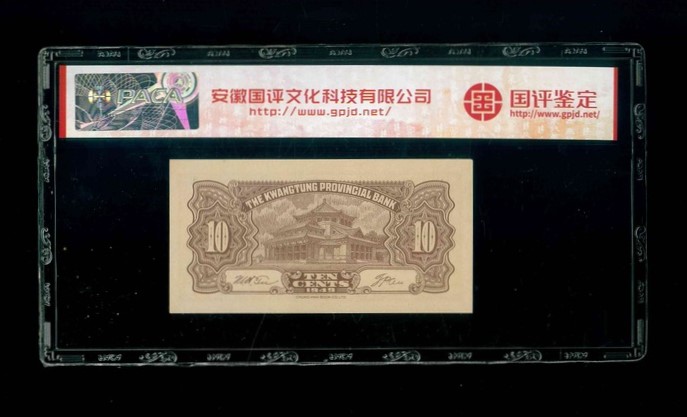 PACA
安徽国评文化科技有限公司
http://www.gpjd.net/
国评鉴定
http://www.gpjd.net/
THE KWANGTUNG PROVINCIAL BANK
10
10
TEN
CENTS
1949